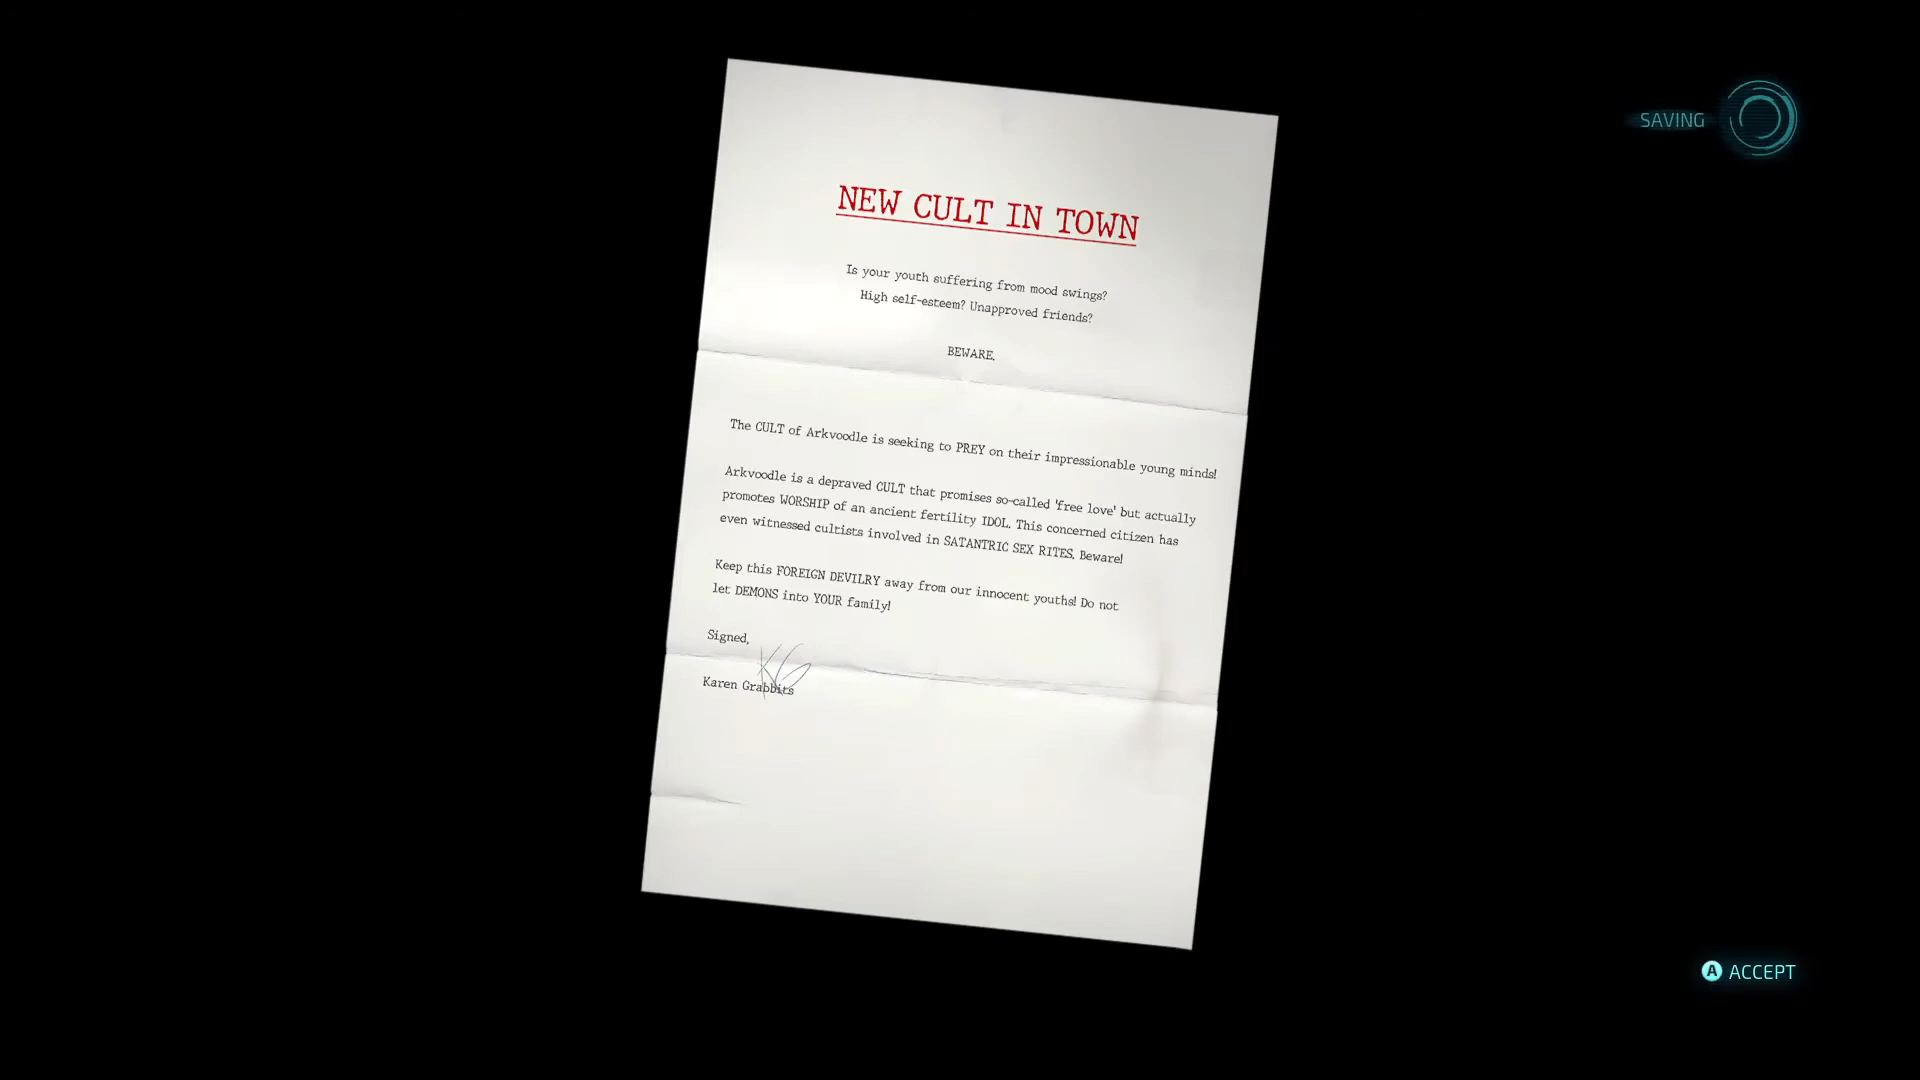 SAVING
NEW CULT IN TOWN
Is your youth suffering from mood swings?
High self-esteem? Unapproved friends?
BEWARE.
The CULT of Arkvoodle is seeking to PREY on their impressionable young minds!
Arkvoodle is a depraved CULT that promises so-called 'free love' but actually
promotes WORSHIP of an ancient fertility IDOL. This concerned citizen has
even witnessed cultists involved in SATANTRIC SEX RITES. Beware!
Keep this FOREIGN DEVILRY away from our innocent youths! Do not
let DEMONS into YOUR family!
Signed,
KG
Karen Grabbits
A ACCEPT